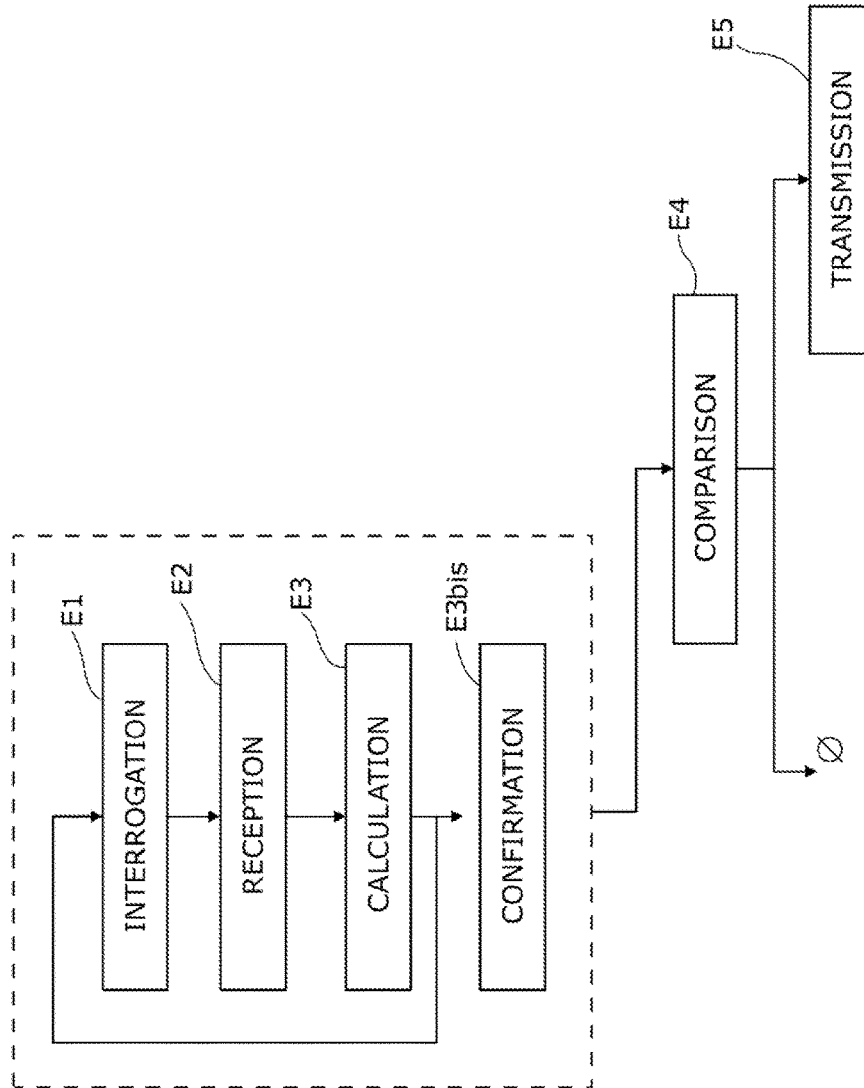 E1
INTERROGATION
E2
RECEPTION
E3
CALCULATION
E3bis
CONFIRMATION
E4
COMPARISON
E5
TRANSMISSION
∅